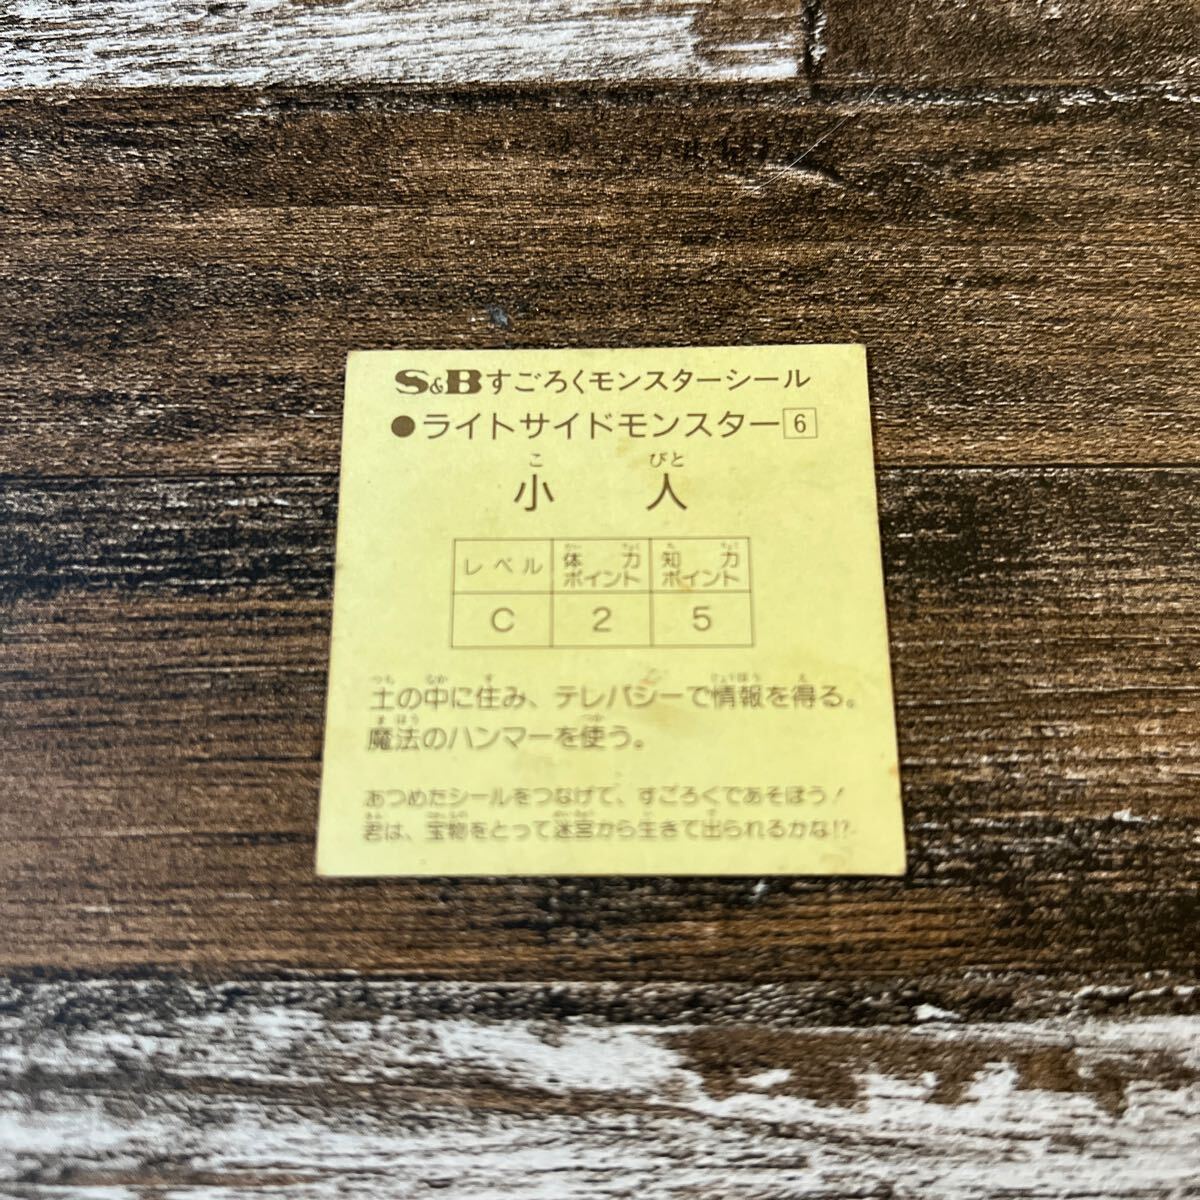 S&Bすごろくモンスターシール
●ライトサイドモンスター6
こ びと
小 人
レベル 体力ポイント 知力ポイント
C 2 5
土の中に住み、テレパシーで情報を得る。
魔法のハンマーを使う。
あつめたシールをつなげて、すごろくであそぼう!
君は、宝物をとって迷宮から生きて出られるかな!?